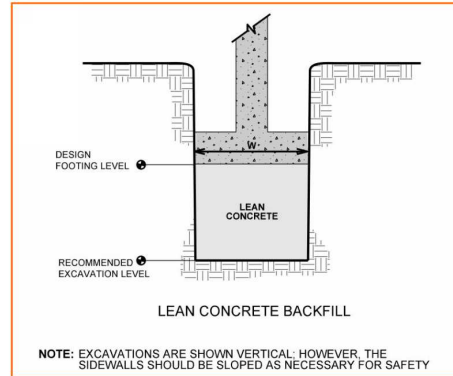 W
DESIGN
FOOTING LEVEL
LEAN
CONCRETE
RECOMMENDED
EXCAVATION LEVEL
LEAN CONCRETE BACKFILL
NOTE: EXCAVATIONS ARE SHOWN VERTICAL; HOWEVER, THE
SIDEWALLS SHOULD BE SLOPED AS NECESSARY FOR SAFETY